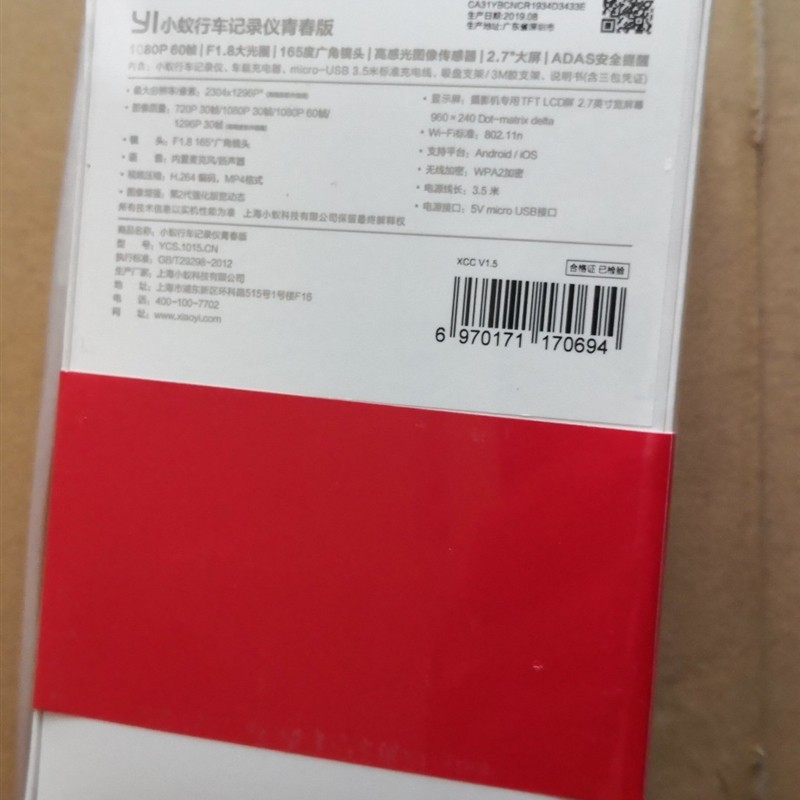 CA31YBCNCR1934D3433E
生产日期:2019.08
生产地址:广东省深圳市
YI小蚁行车记录仪青春版
1080P 60帧 | F1.8大光圈 | 165度广角镜头 | 高感光图像传感器 | 2.7"大屏 | ADAS安全提醒
内含：小蚁行车记录仪、车载充电器、micro-USB 3.5米标准充电线、吸盘支架/3M胶支架、说明书(含三包凭证)
• 最大分辨率/像素：2304x1296P*
• 影像质量：720P 30帧/1080P 30帧/1080P 60帧/
1296P 30帧
• 镜 头：F1.8 165°广角镜头
• 音 频：内置麦克风/扬声器
• 视频压缩：H.264 编码，MP4格式
• 图像增强：第2代强化版宽动态
• 显示屏：摄影机专用TFT LCD屏 2.7英寸宽屏幕
960×240 Dot-matrix delta
• Wi-Fi标准：802.11n
• 支持平台：Android / iOS
• 无线加密：WPA2加密
• 电源线长：3.5 米
• 电源接口：5V micro USB接口
所有技术信息以实机性能为准 上海小蚁科技有限公司保留最终解释权
商品名称：小蚁行车记录仪青春版
型 号：YCS.1015.CN
执行标准：GB/T29298-2012
生产厂家：上海小蚁科技有限公司
地 址：上海市浦东新区环科路515号1号楼F16
电 话：400-100-7702
网 址：www.xiaoyi.com
XCC V1.5
合格证 已检验
6 970171 170694